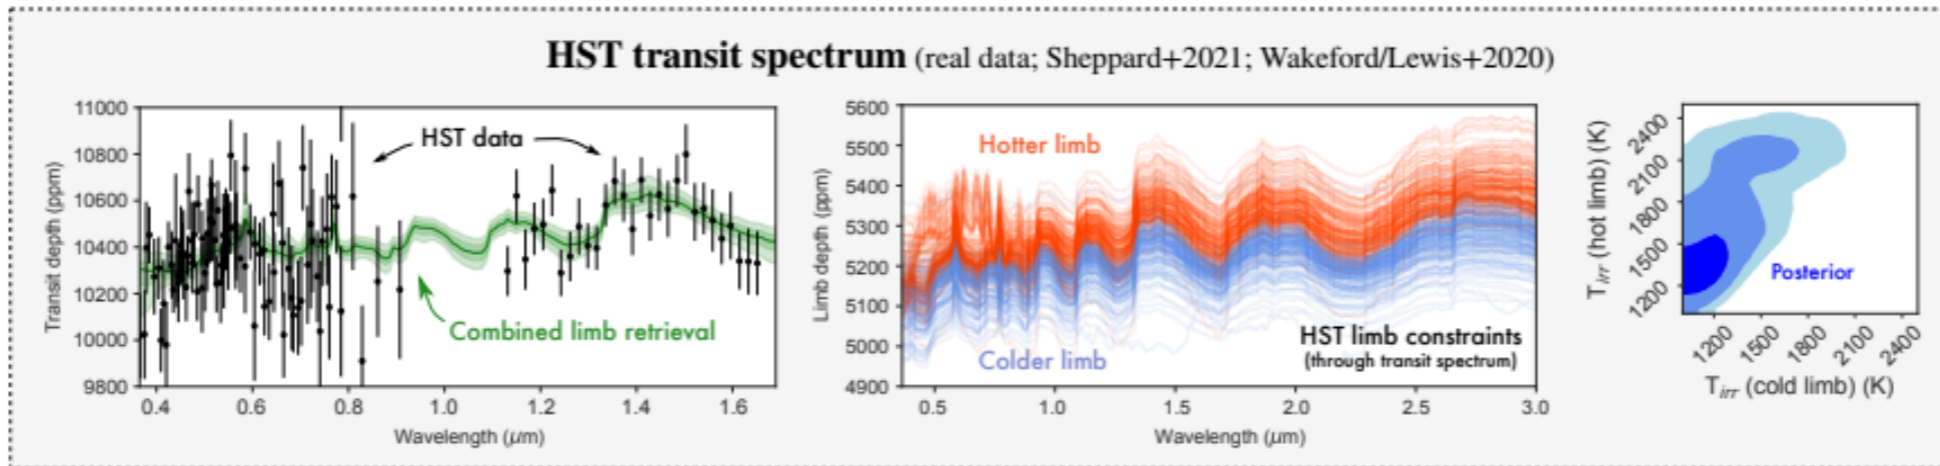 HST transit spectrum (real data; Sheppard+2021; Wakeford/Lewis+2020)
11000
10800
10600
10400
10200
10000
9800
Transit depth (ppm)
HST data
Combined limb retrieval
0.4 0.6 0.8 1.0 1.2 1.4 1.6
Wavelength (μm)
5600
5500
5400
5300
5200
5100
5000
4900
Limb depth (ppm)
Hotter limb
Colder limb
HST limb constraints
(through transit spectrum)
0.5 1.0 1.5 2.0 2.5 3.0
Wavelength (μm)
2400
2100
1800
1500
1200
T_irr (hot limb) (K)
Posterior
1200 1500 1800 2100 2400
T_irr (cold limb) (K)